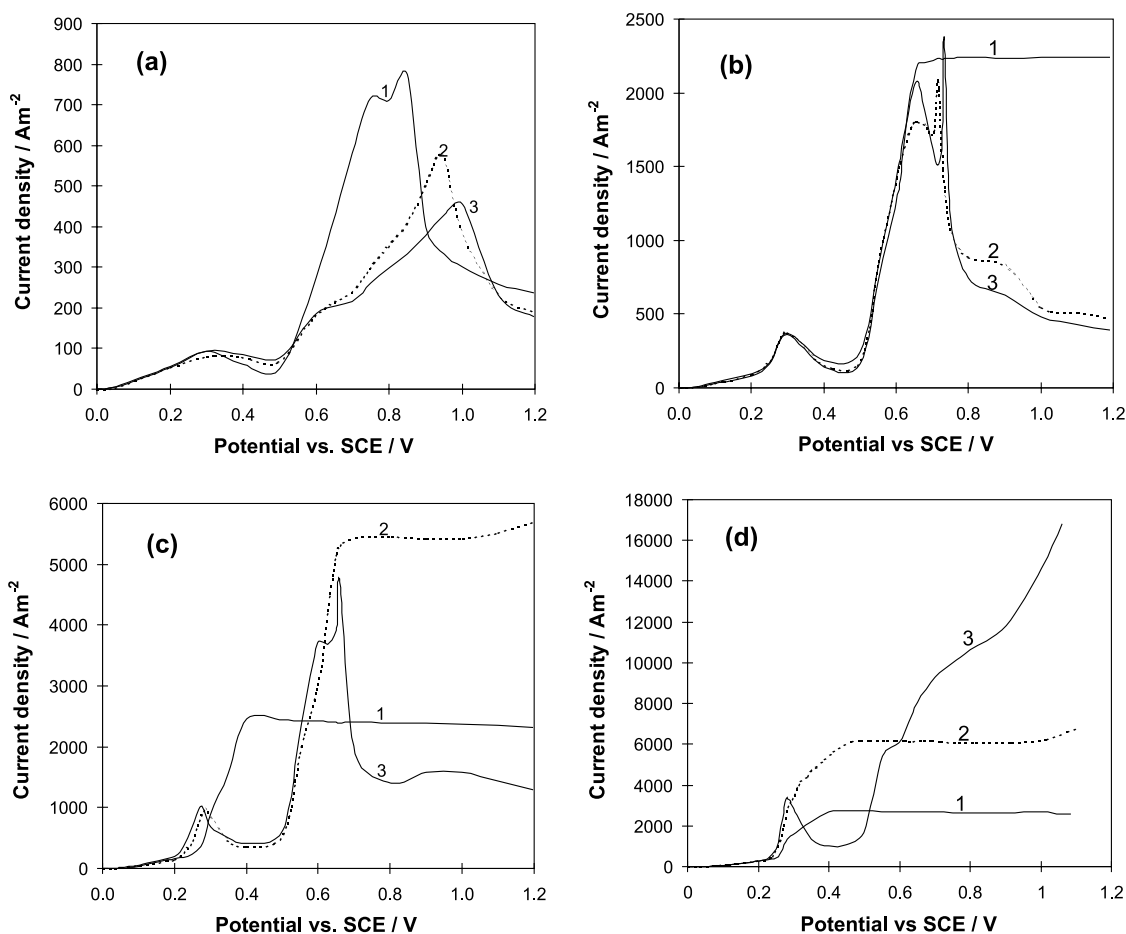 (a)
Current density / Am⁻²
900
800
700
600
500
400
300
200
100
0
1
2
3
0.0 0.2 0.4 0.6 0.8 1.0 1.2
Potential vs. SCE / V
(b)
Current density / Am⁻²
2500
2000
1500
1000
500
0
1
2
3
0.0 0.2 0.4 0.6 0.8 1.0 1.2
Potential vs SCE / V
(c)
Current density / Am⁻²
6000
5000
4000
3000
2000
1000
0
2
1
3
0.0 0.2 0.4 0.6 0.8 1.0 1.2
Potential vs. SCE / V
(d)
Current density / Am⁻²
18000
16000
14000
12000
10000
8000
6000
4000
2000
0
3
2
1
0 0.2 0.4 0.6 0.8 1 1.2
Potential vs SCE / V